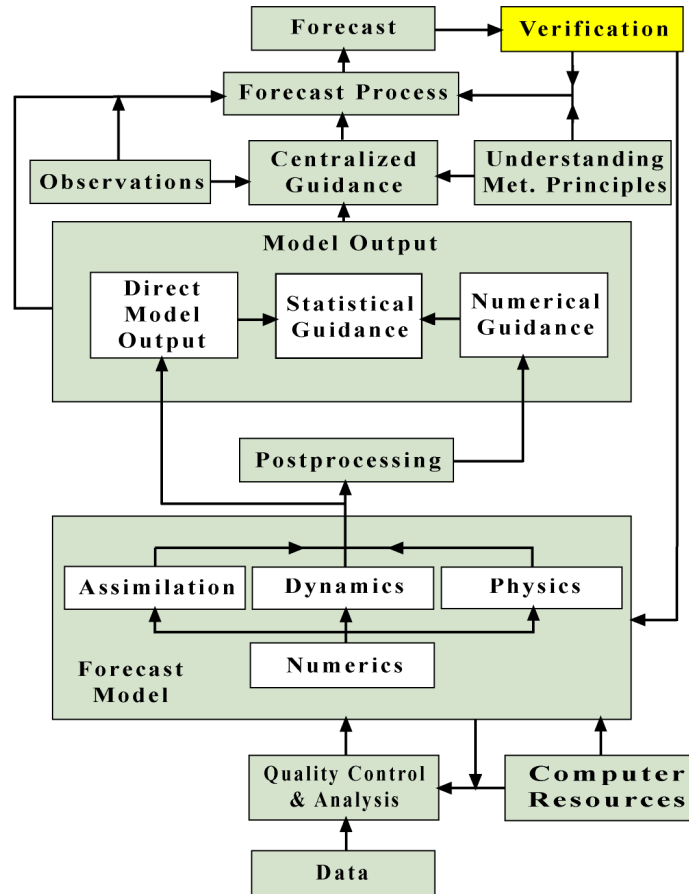 Forecast
Verification
Forecast Process
Observations
Centralized
Guidance
Understanding
Met. Principles
Model Output
Direct
Model
Output
Statistical
Guidance
Numerical
Guidance
Postprocessing
Assimilation
Dynamics
Physics
Numerics
Forecast
Model
Quality Control
& Analysis
Computer
Resources
Data